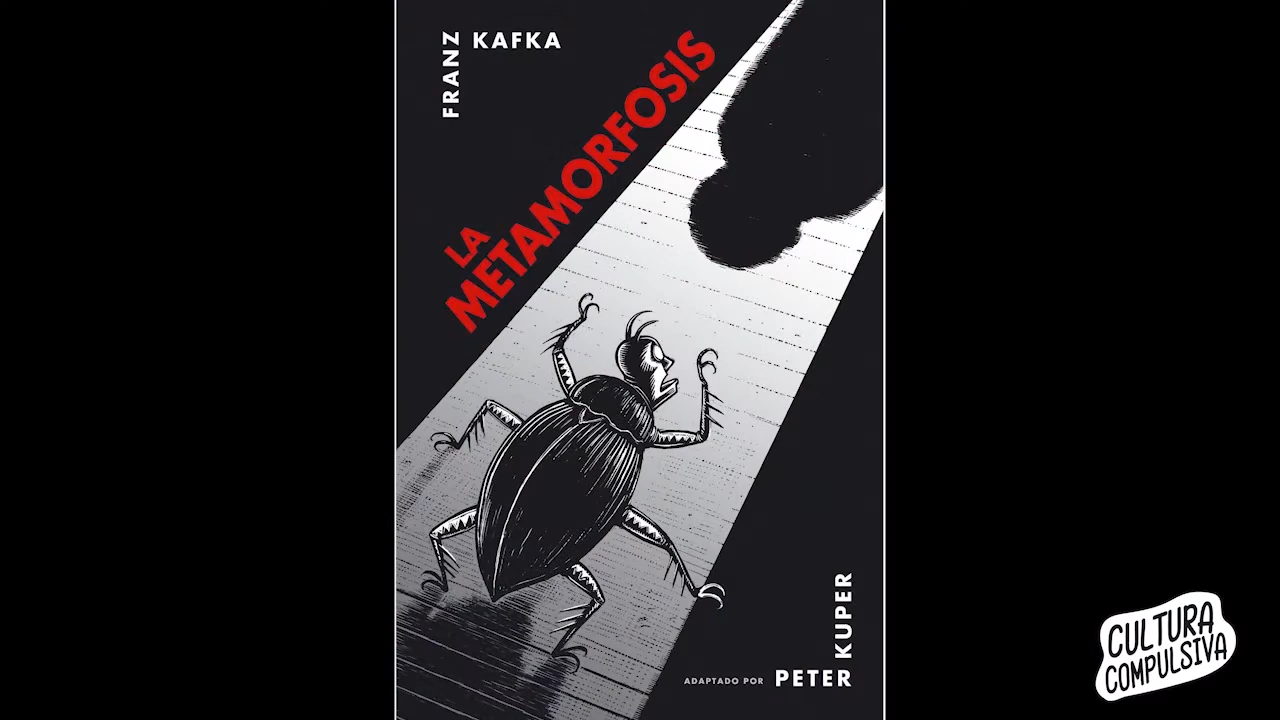 FRANZ KAFKA
LA
METAMORFOSIS
ADAPTADO POR PETER KUPER
CULTURA
COMPULSIVA